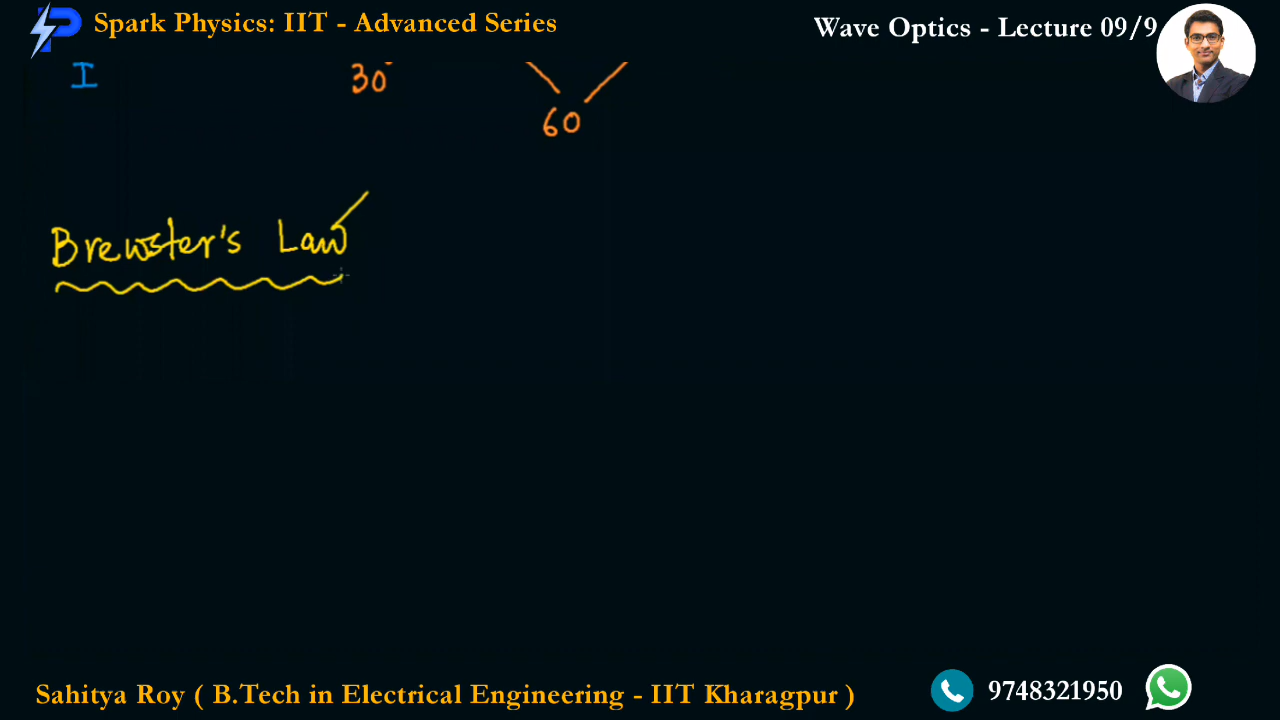 Spark Physics: IIT - Advanced Series
Wave Optics - Lecture 09/9
I
30°
60
Brewster's Law
Sahitya Roy ( B.Tech in Electrical Engineering - IIT Kharagpur )
9748321950